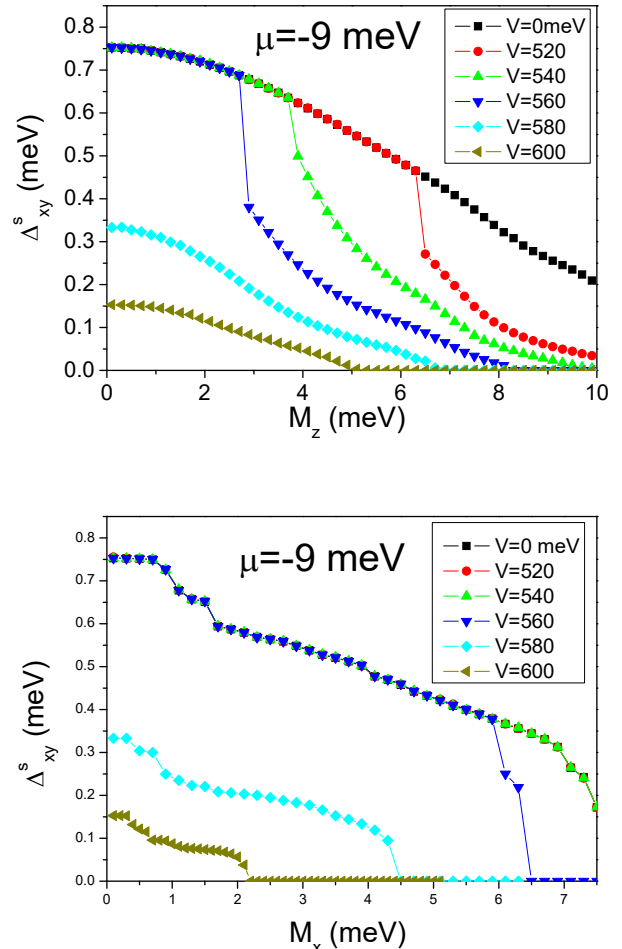 μ=-9 meV
V=0meV
V=520
V=540
V=560
V=580
V=600
Δˢxy (meV)
0.8
0.7
0.6
0.5
0.4
0.3
0.2
0.1
0.0
0 2 4 6 8 10
M_z (meV)
μ=-9 meV
V=0 meV
V=520
V=540
V=560
V=580
V=600
Δˢxy (meV)
0.8
0.7
0.6
0.5
0.4
0.3
0.2
0.1
0.0
0 1 2 3 4 5 6 7
M_x (meV)